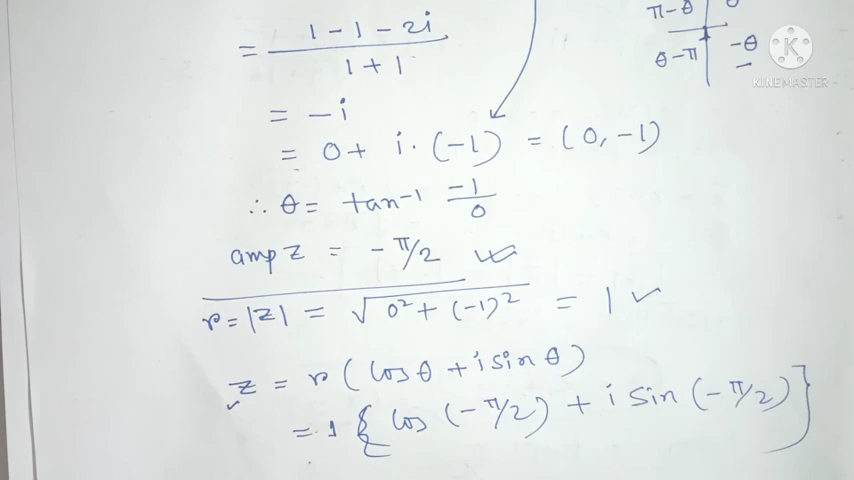 π-θ θ
θ-π -θ
K
KINEMASTER
= (1 - 1 - 2i) / (1 + 1)
= -i
= 0 + i. (-1) = (0, -1)
∴ θ = tan⁻¹ -1/0
amp z = - π/2
r = |z| = √(0² + (-1)²) = 1 ✓
z = r (cosθ + i sin θ)
= 1 { cos (-π/2) + i sin (-π/2) }